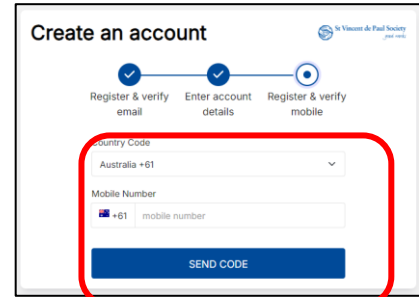 Create an account
St Vincent de Paul Society
good works
Register & verify
email
Enter account
details
Register & verify
mobile
Country Code
Australia +61
Mobile Number
+61 mobile number
SEND CODE